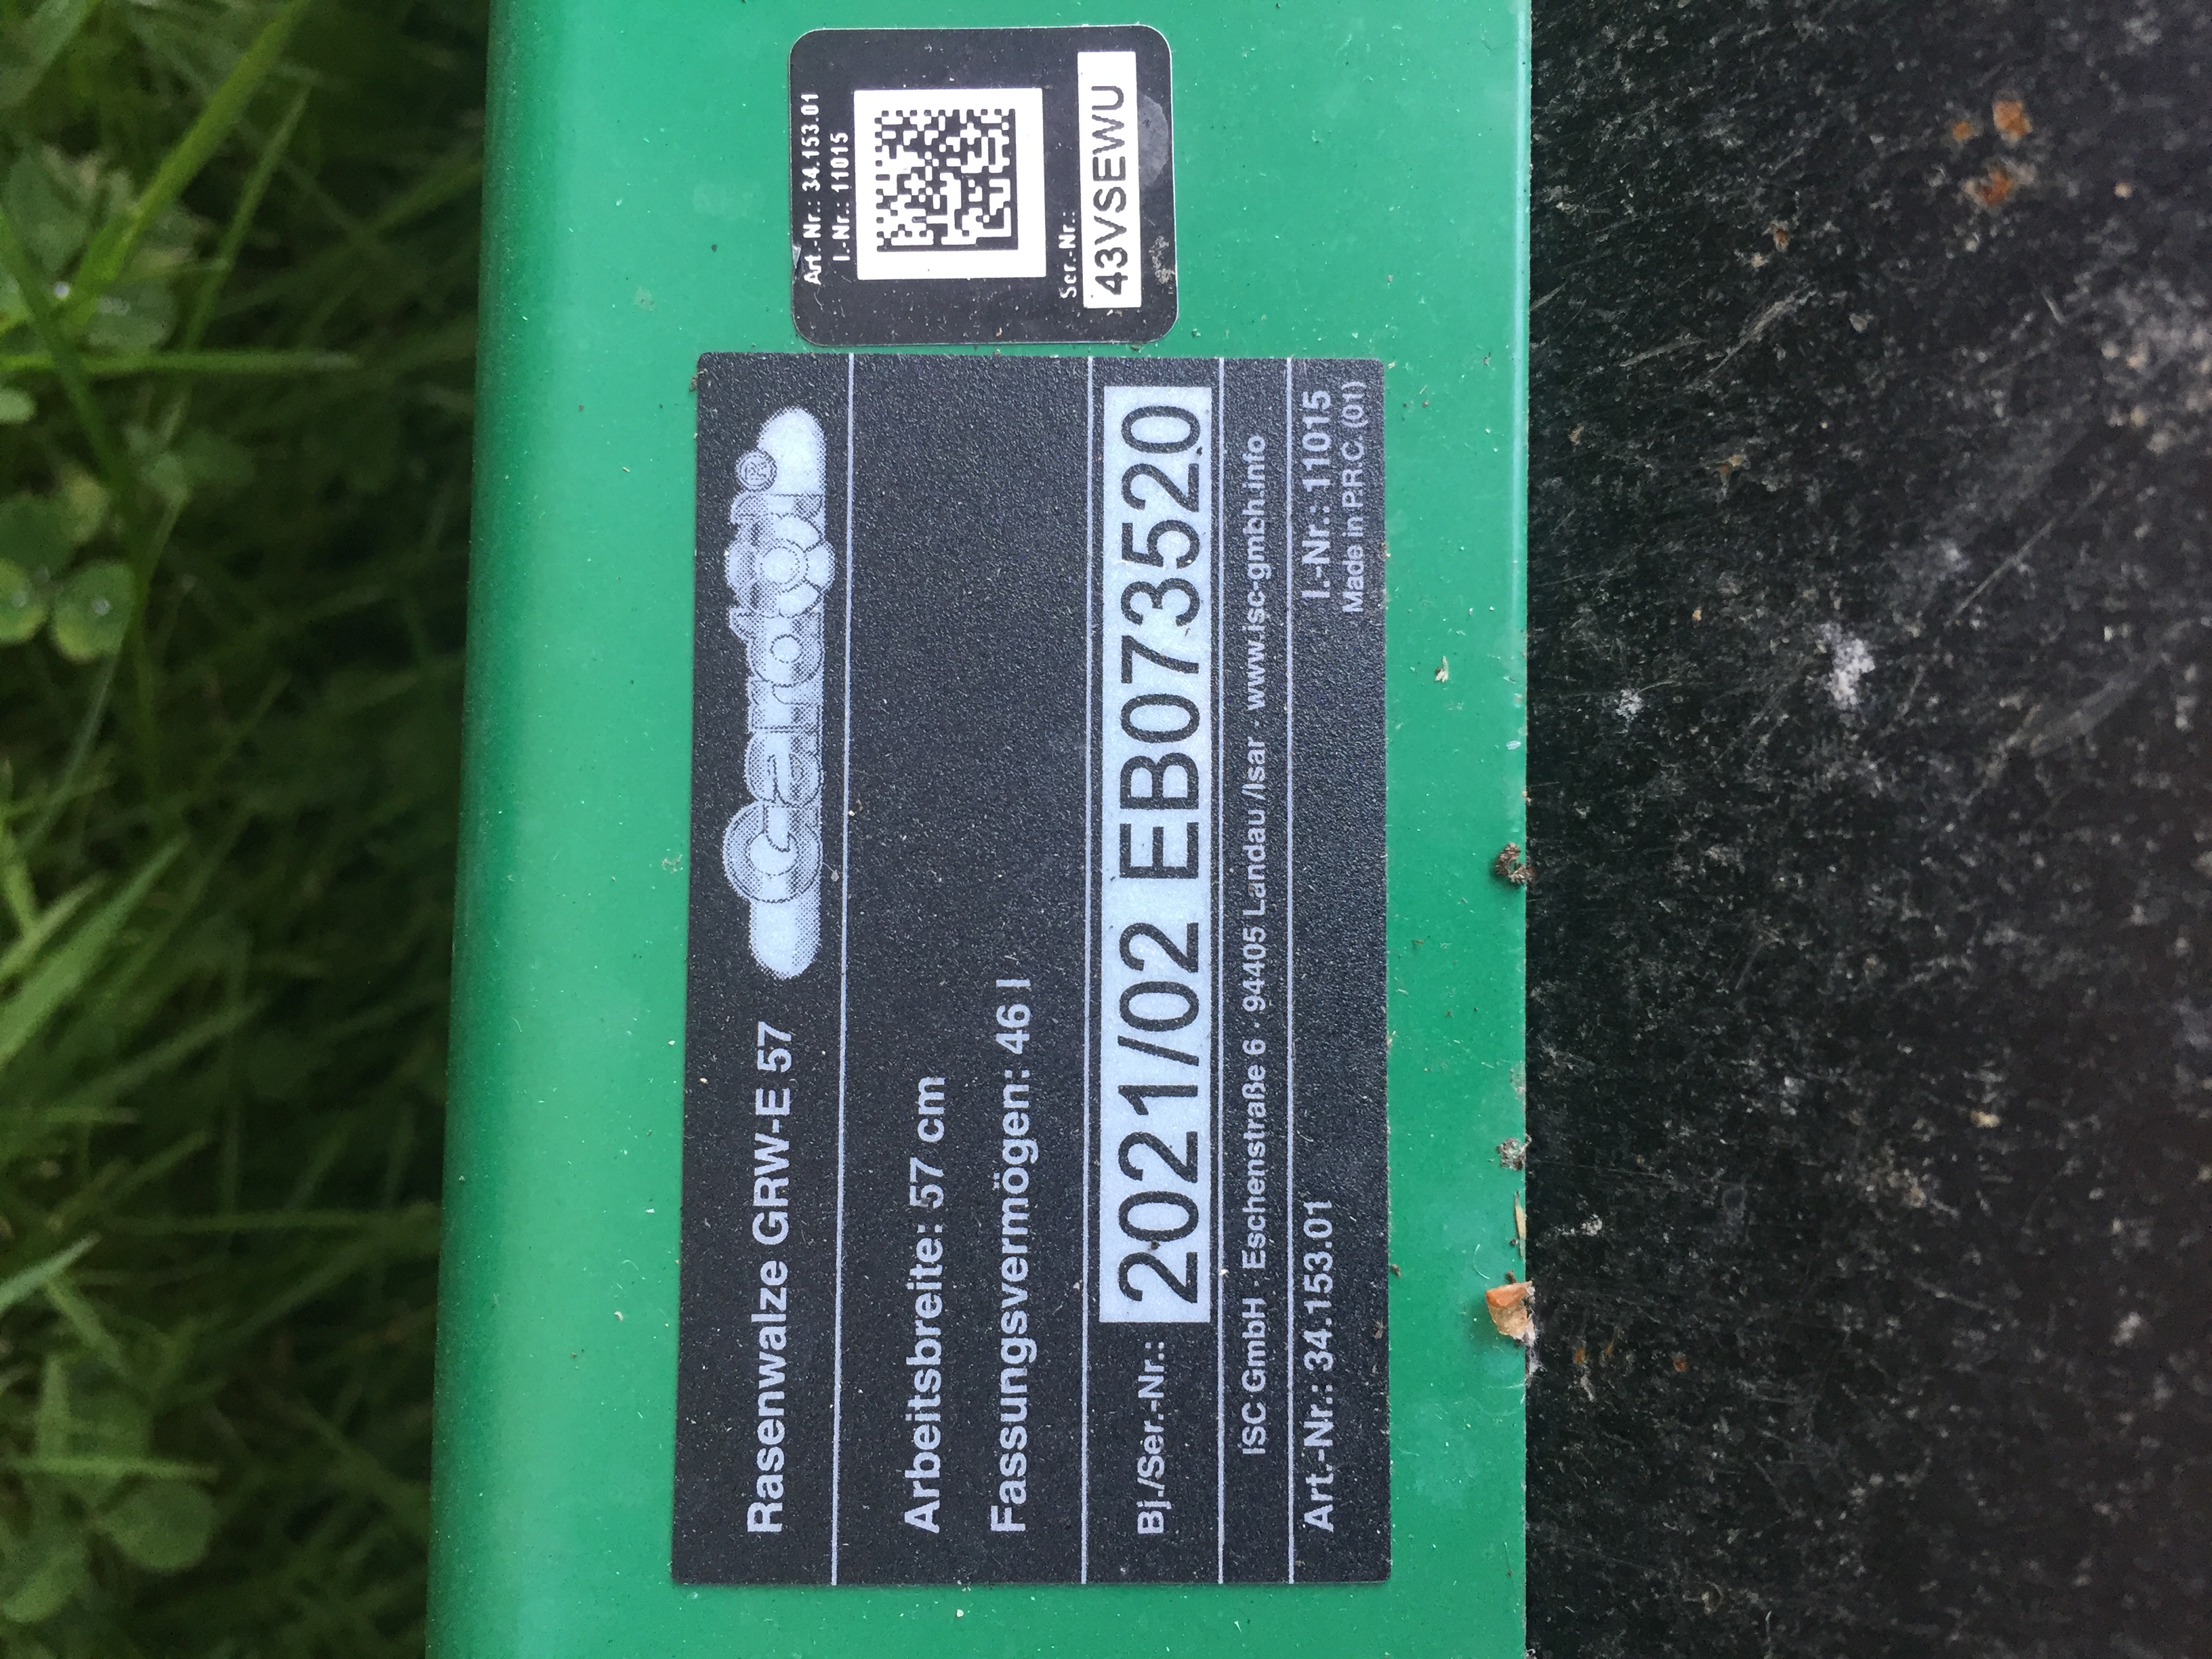 Rasenwalze GRW-E 57 Gardol®
Arbeitsbreite: 57 cm
Fassungsvermögen: 46 l
Bj./Ser.-Nr.: 2021/02 EB073520
iSC GmbH · Eschenstraße 6 · 94405 Landau/Isar - www.isc-gmbh.info
Art.-Nr.: 34.153.01 I.-Nr.: 11015
Made in P.R.C. (01)
Art.-Nr.: 34.153.01
I.-Nr.: 11015
Ser.-Nr.:
43VSEWU